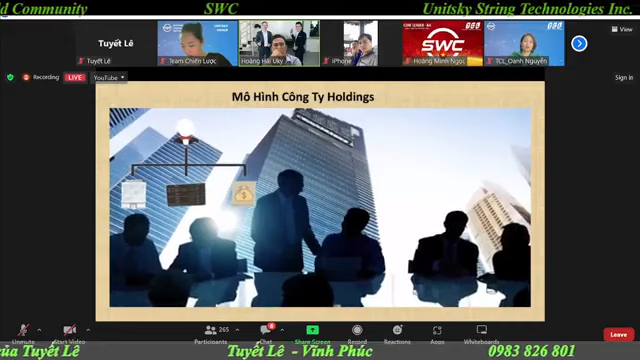 ld Community SWC Unitsky String Technologies Inc.
Tuyết Lê
Tuyết Lê
Team Chiến Lược
Hoàng Hải Uky
iPhone
SWC
Hoàng Minh Ngọc
TCL_Oanh Nguyễn
View
Recording LIVE YouTube Sign in
Mô Hình Công Ty Holdings
Unmute Start Video Participants 265 Chat Share Screen Record Reactions Apps Whiteboards Leave
của Tuyết Lê Tuyết Lê - Vĩnh Phúc 0983 826 801